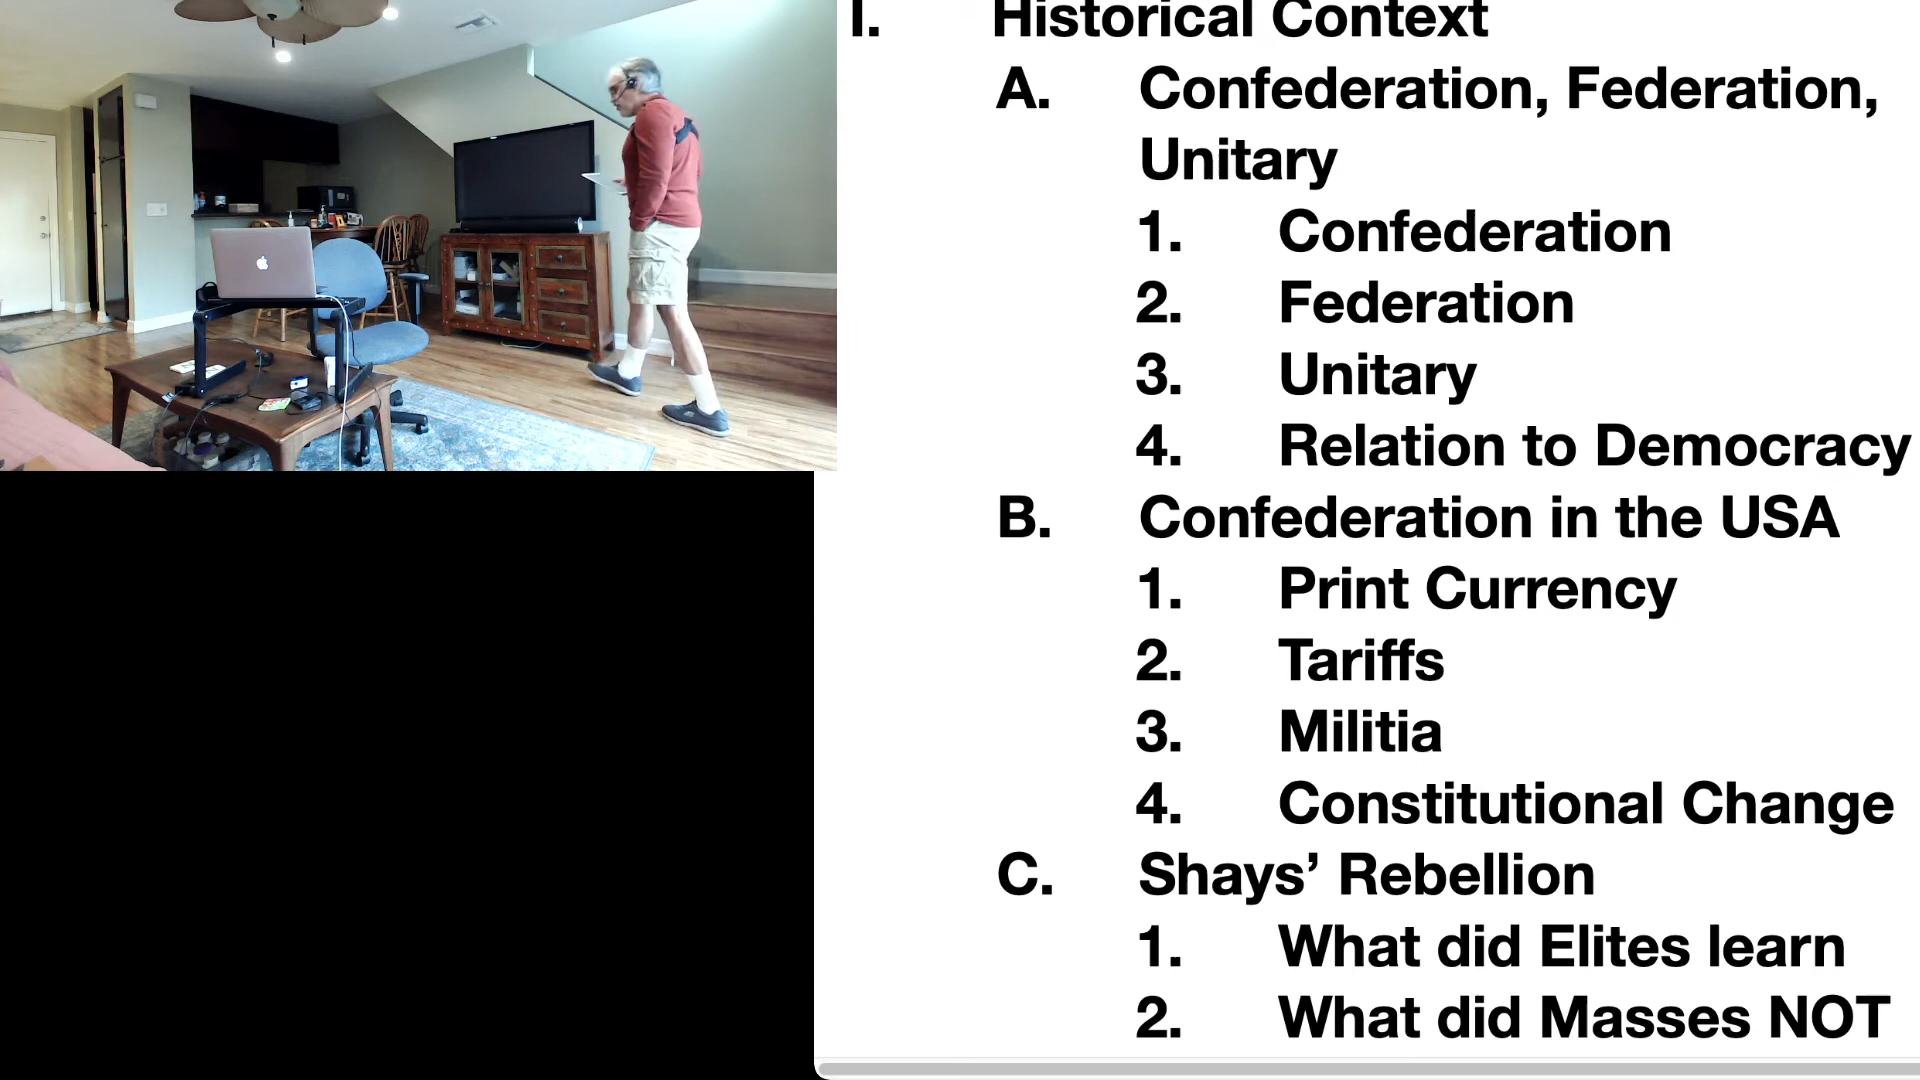 I. Historical Context
A. Confederation, Federation,
Unitary
1. Confederation
2. Federation
3. Unitary
4. Relation to Democracy
B. Confederation in the USA
1. Print Currency
2. Tariffs
3. Militia
4. Constitutional Change
C. Shays’ Rebellion
1. What did Elites learn
2. What did Masses NOT